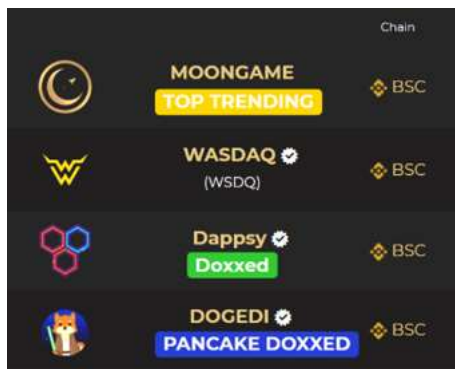 Chain
MOONGAME
TOP TRENDING
BSC
WASDAQ
(WSDQ)
BSC
Dappsy
Doxxed
BSC
DOGEDI
PANCAKE DOXXED
BSC